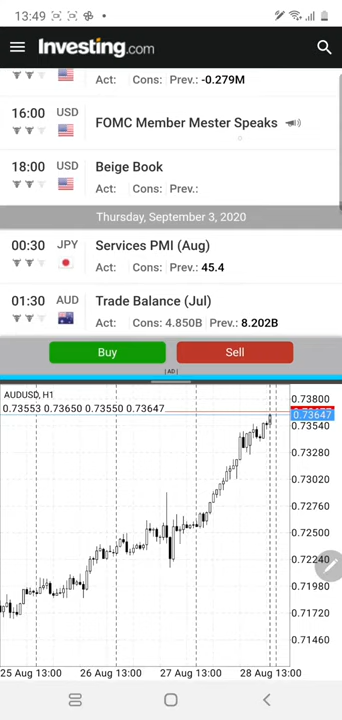 13:49
Investing.com
Act: Cons: Prev.: -0.279M
16:00 USD FOMC Member Mester Speaks
18:00 USD Beige Book
Act: Cons: Prev.:
Thursday, September 3, 2020
00:30 JPY Services PMI (Aug)
Act: Cons: Prev.: 45.4
01:30 AUD Trade Balance (Jul)
Act: Cons: 4.850B Prev.: 8.202B
Buy Sell
[AD]
AUDUSD, H1
0.73553 0.73650 0.73550 0.73647
0.73800
0.73647
0.73540
0.73280
0.73020
0.72760
0.72500
0.72240
0.71980
0.71720
0.71460
25 Aug 13:00 26 Aug 13:00 27 Aug 13:00 28 Aug 13:00